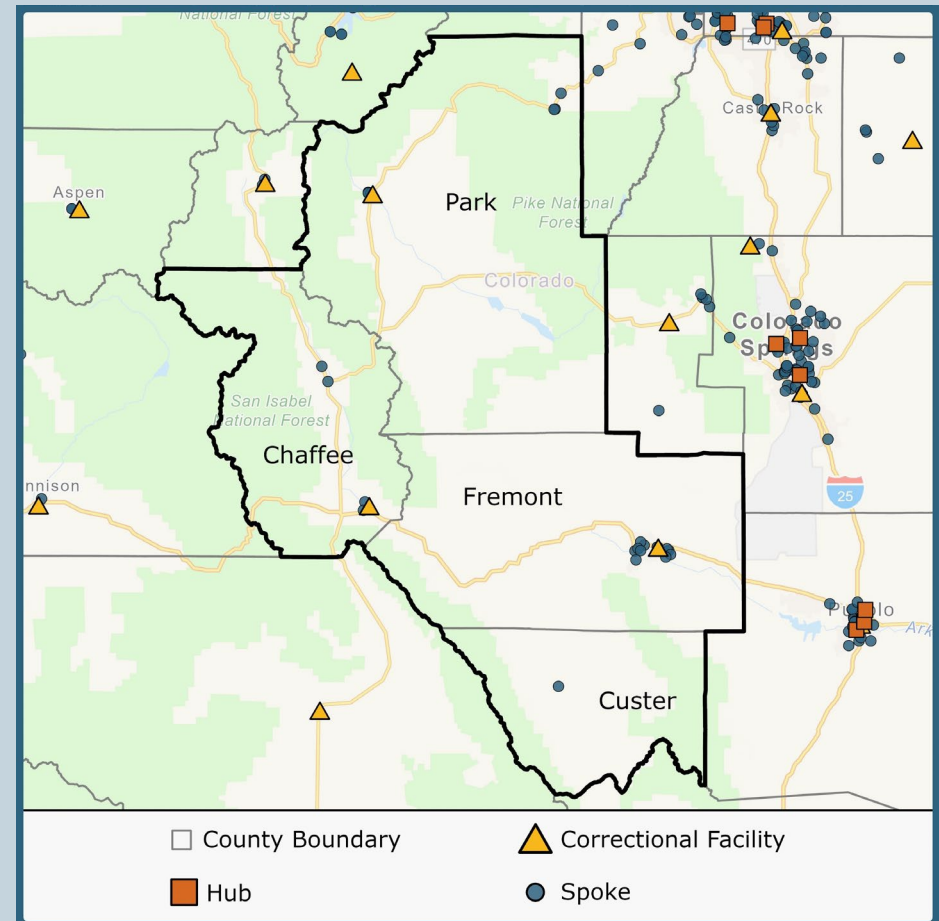 National Forest
470
Castle Rock
Aspen
Park
Pike National
Forest
Colorado
Colorado
Springs
San Isabel
National Forest
Chaffee
nnison
Fremont
25
Pueblo
Ark
Custer
County Boundary
Correctional Facility
Hub
Spoke